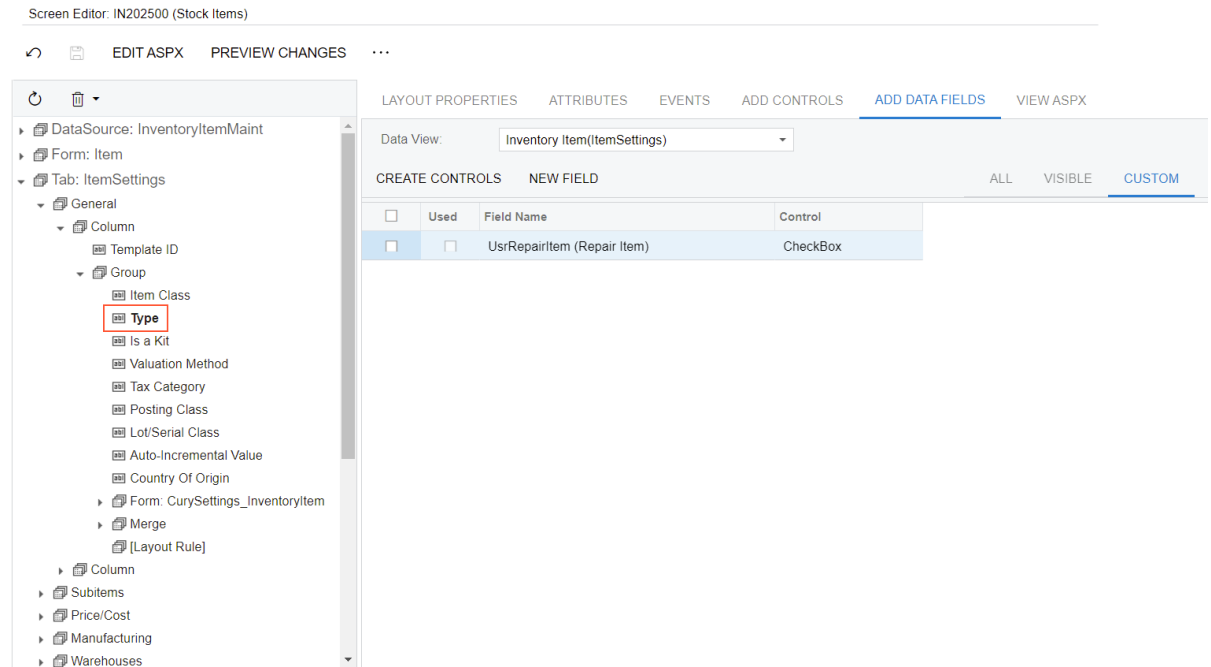 Screen Editor: IN202500 (Stock Items)
EDIT ASPX PREVIEW CHANGES ...
LAYOUT PROPERTIES ATTRIBUTES EVENTS ADD CONTROLS ADD DATA FIELDS VIEW ASPX
Data View: Inventory Item(ItemSettings)
CREATE CONTROLS NEW FIELD ALL VISIBLE CUSTOM
Used Field Name Control
UsrRepairItem (Repair Item) CheckBox
DataSource: InventoryItemMaint
Form: Item
Tab: ItemSettings
General
Column
Template ID
Group
Item Class
Type
Is a Kit
Valuation Method
Tax Category
Posting Class
Lot/Serial Class
Auto-Incremental Value
Country Of Origin
Form: CurySettings_InventoryItem
Merge
[Layout Rule]
Column
Subitems
Price/Cost
Manufacturing
Warehouses